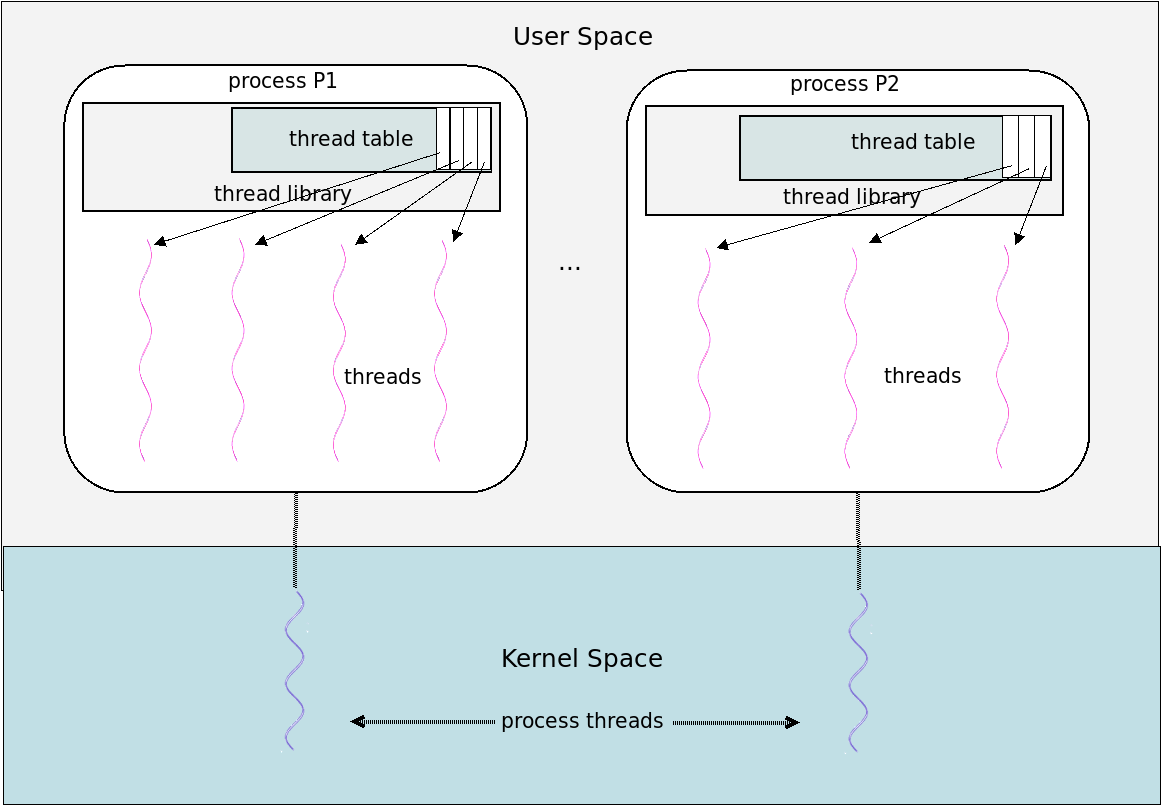 User Space
process P1
thread table
thread library
threads
...
process P2
thread table
thread library
threads
Kernel Space
process threads